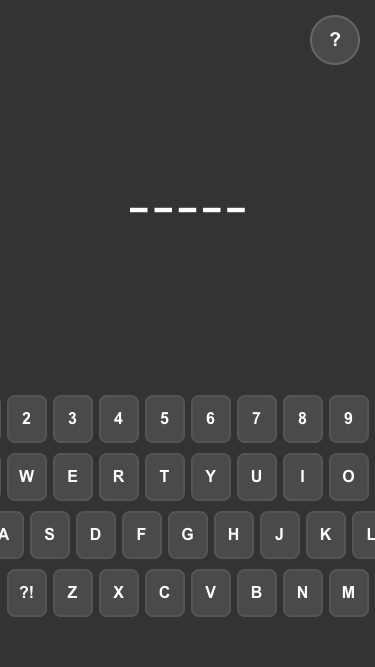 ?
_ _ _ _ _
2 3 4 5 6 7 8 9
W E R T Y U I O
A S D F G H J K L
?! Z X C V B N M